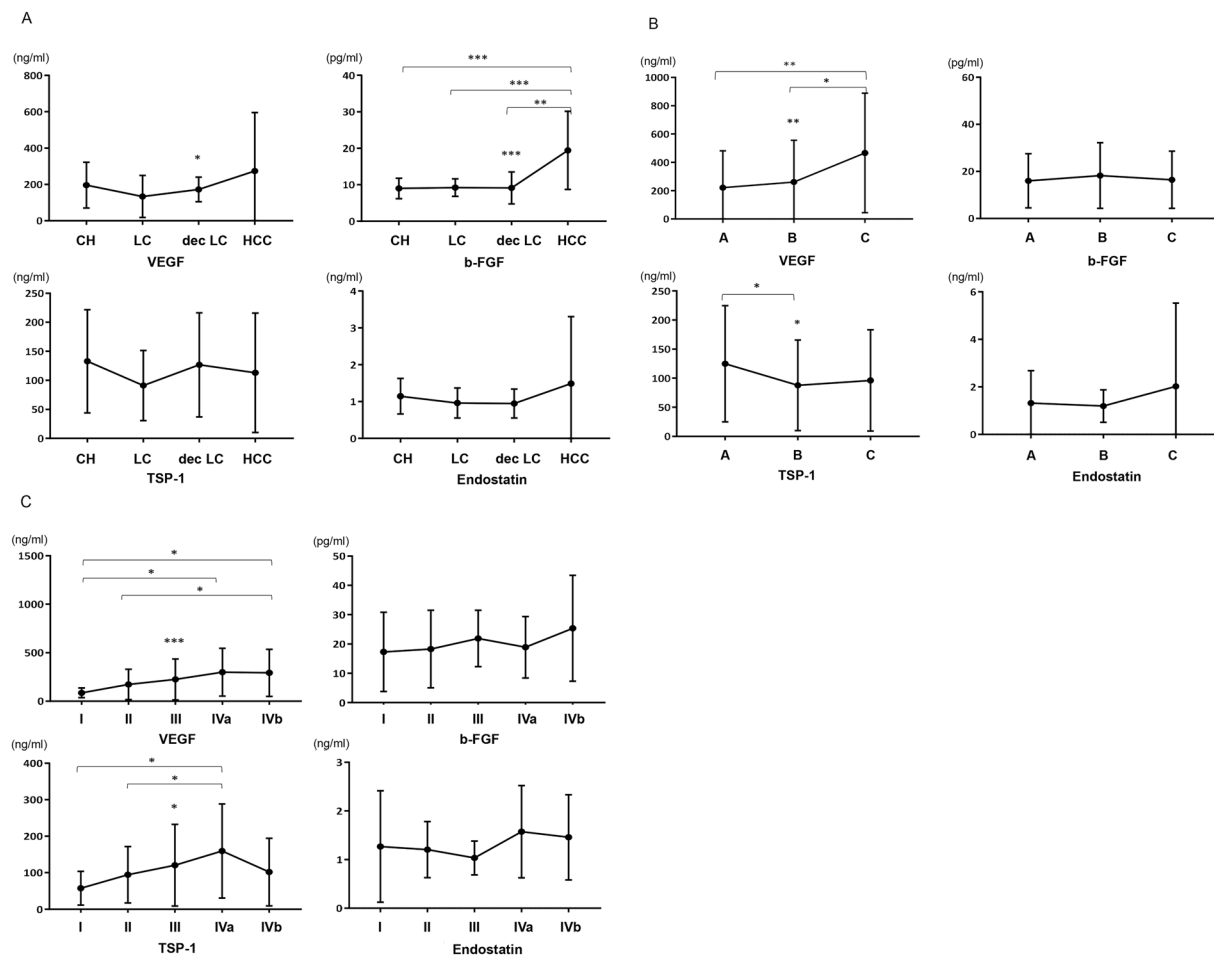 A
(ng/ml)
800
600
400
200
0
*
CH LC dec LC HCC
VEGF
(pg/ml)
40
30
20
10
0
***
***
**
***
CH LC dec LC HCC
b-FGF
(ng/ml)
250
200
150
100
50
0
CH LC dec LC HCC
TSP-1
(ng/ml)
4
3
2
1
0
CH LC dec LC HCC
Endostatin
B
(ng/ml)
1000
800
600
400
200
0
**
*
**
A B C
VEGF
(pg/ml)
60
40
20
0
A B C
b-FGF
(ng/ml)
250
200
150
100
50
0
*
*
A B C
TSP-1
(ng/ml)
6
4
2
0
A B C
Endostatin
C
(ng/ml)
1500
1000
500
0
*
*
*
***
I II III IVa IVb
VEGF
(pg/ml)
50
40
30
20
10
0
I II III IVa IVb
b-FGF
(ng/ml)
400
300
200
100
0
*
*
*
I II III IVa IVb
TSP-1
(ng/ml)
3
2
1
0
I II III IVa IVb
Endostatin